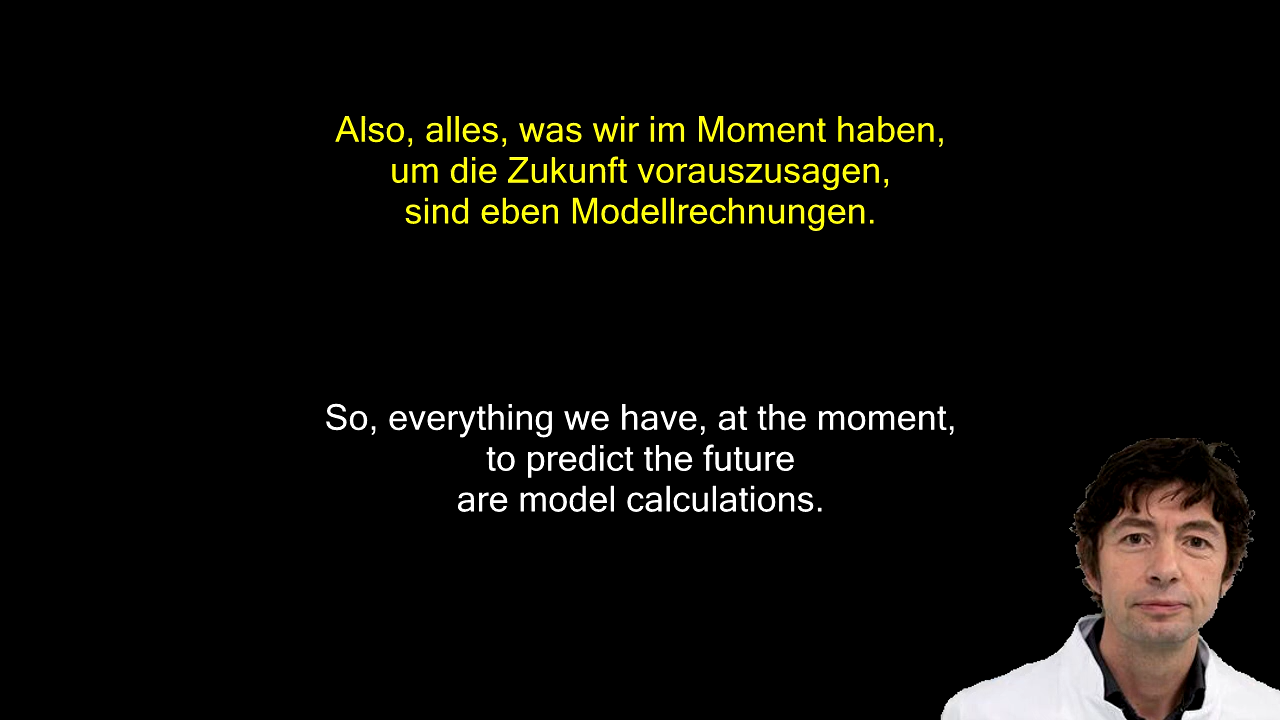 Also, alles, was wir im Moment haben,
um die Zukunft vorauszusagen,
sind eben Modellrechnungen.
So, everything we have, at the moment,
to predict the future
are model calculations.